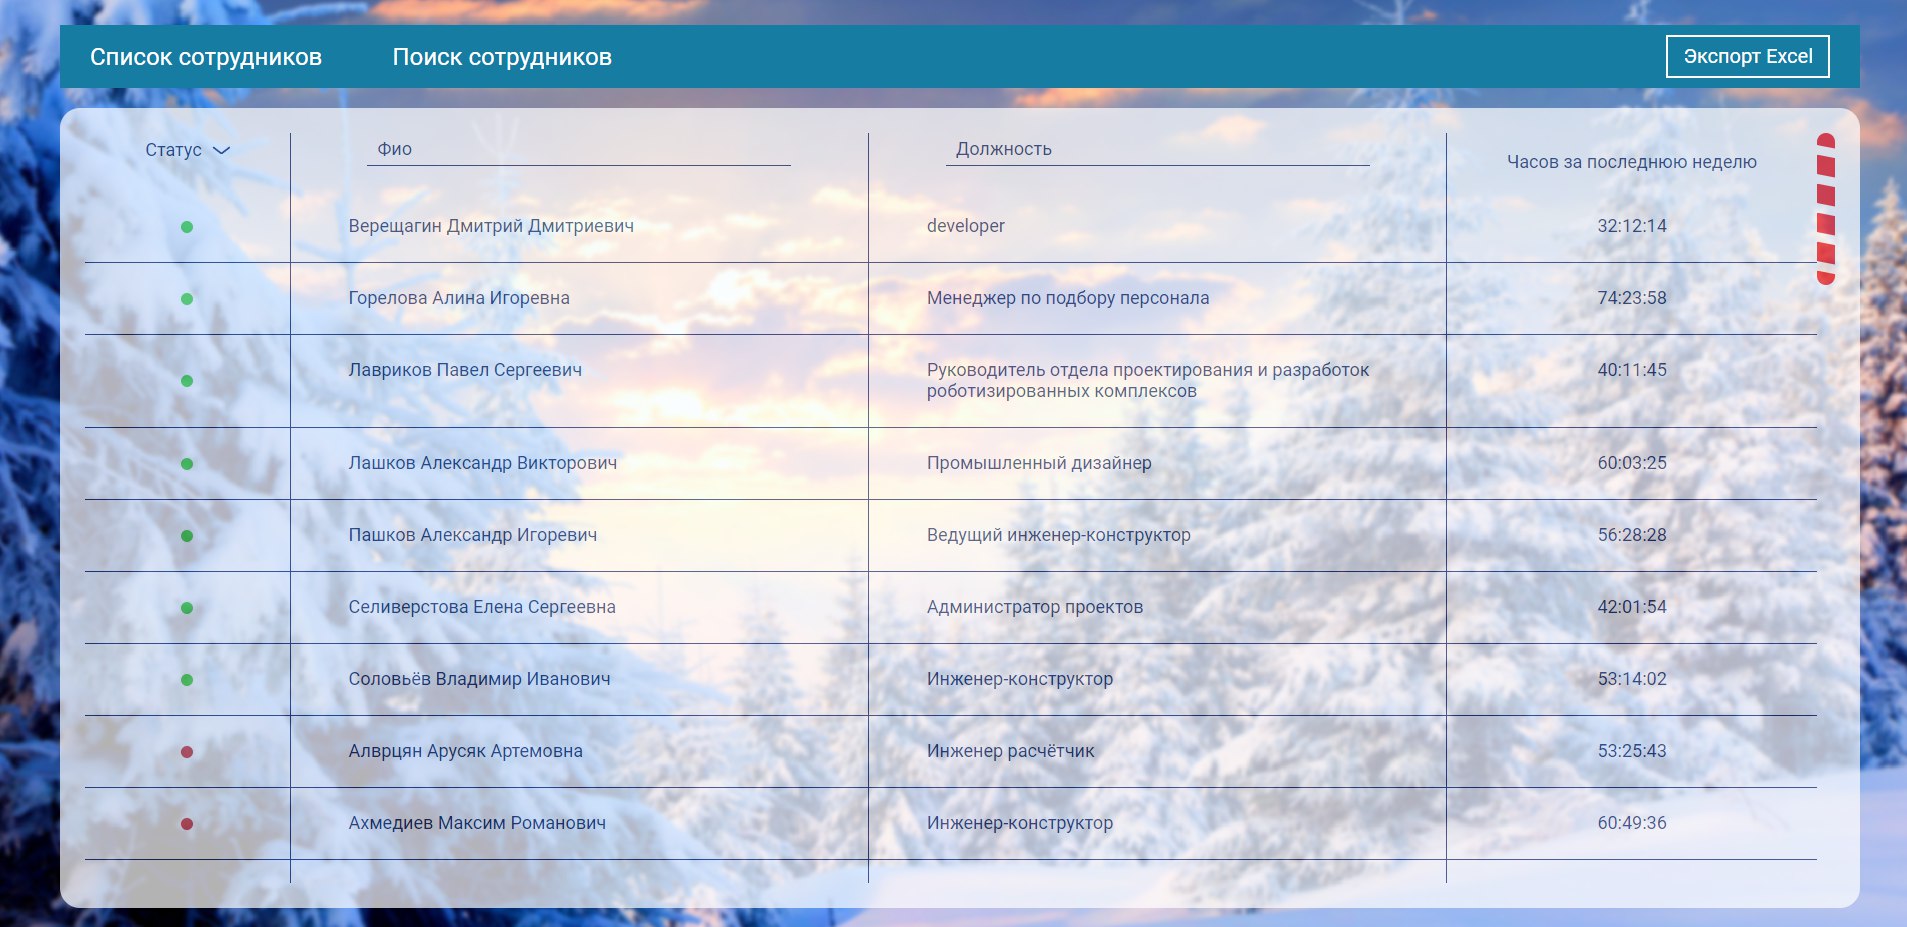 Список сотрудников Поиск сотрудников Экспорт Excel
Статус Фио Должность Часов за последнюю неделю
Верещагин Дмитрий Дмитриевич developer 32:12:14
Горелова Алина Игоревна Менеджер по подбору персонала 74:23:58
Лавриков Павел Сергеевич Руководитель отдела проектирования и разработок 40:11:45
роботизированных комплексов
Лашков Александр Викторович Промышленный дизайнер 60:03:25
Пашков Александр Игоревич Ведущий инженер-конструктор 56:28:28
Селиверстова Елена Сергеевна Администратор проектов 42:01:54
Соловьёв Владимир Иванович Инженер-конструктор 53:14:02
Алврцян Арусяк Артемовна Инженер расчётчик 53:25:43
Ахмедиев Максим Романович Инженер-конструктор 60:49:36